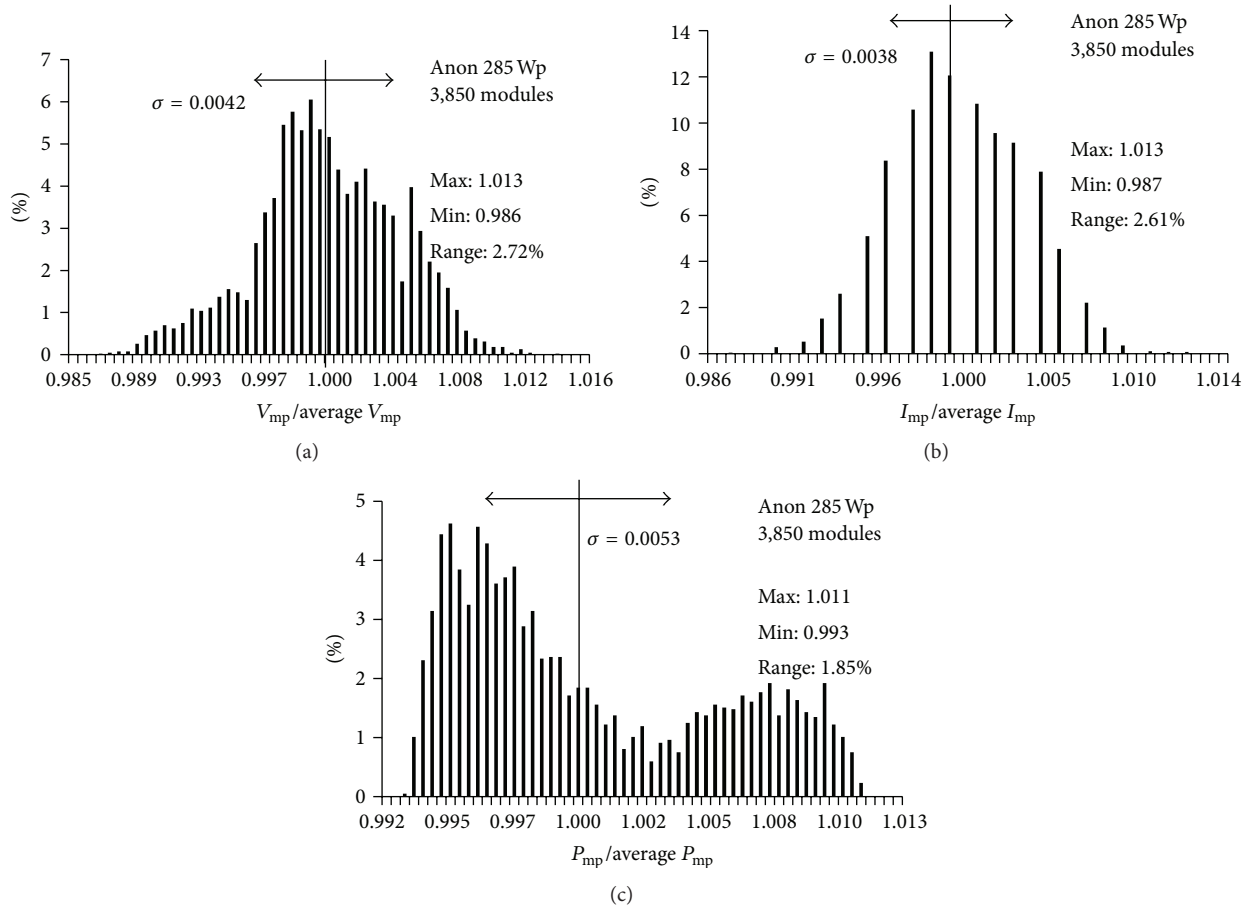 Anon 285 Wp
3,850 modules
σ = 0.0042
Max: 1.013
Min: 0.986
Range: 2.72%
(%)
7
6
5
4
3
2
1
0
0.985 0.989 0.993 0.997 1.000 1.004 1.008 1.012 1.016
V_mp/average V_mp
(a)
Anon 285 Wp
3,850 modules
σ = 0.0038
Max: 1.013
Min: 0.987
Range: 2.61%
(%)
14
12
10
8
6
4
2
0
0.986 0.991 0.996 1.000 1.005 1.010 1.014
I_mp/average I_mp
(b)
Anon 285 Wp
3,850 modules
σ = 0.0053
Max: 1.011
Min: 0.993
Range: 1.85%
(%)
5
4
3
2
1
0
0.992 0.995 0.997 1.000 1.002 1.005 1.008 1.010 1.013
P_mp/average P_mp
(c)